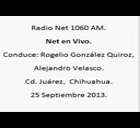 Radio Net 1060 AM.
Net en Vivo.
Conduce: Rogelio González Quiroz,
Alejandro Velasco.
Cd. Juárez, Chihuahua.
25 Septiembre 2013.